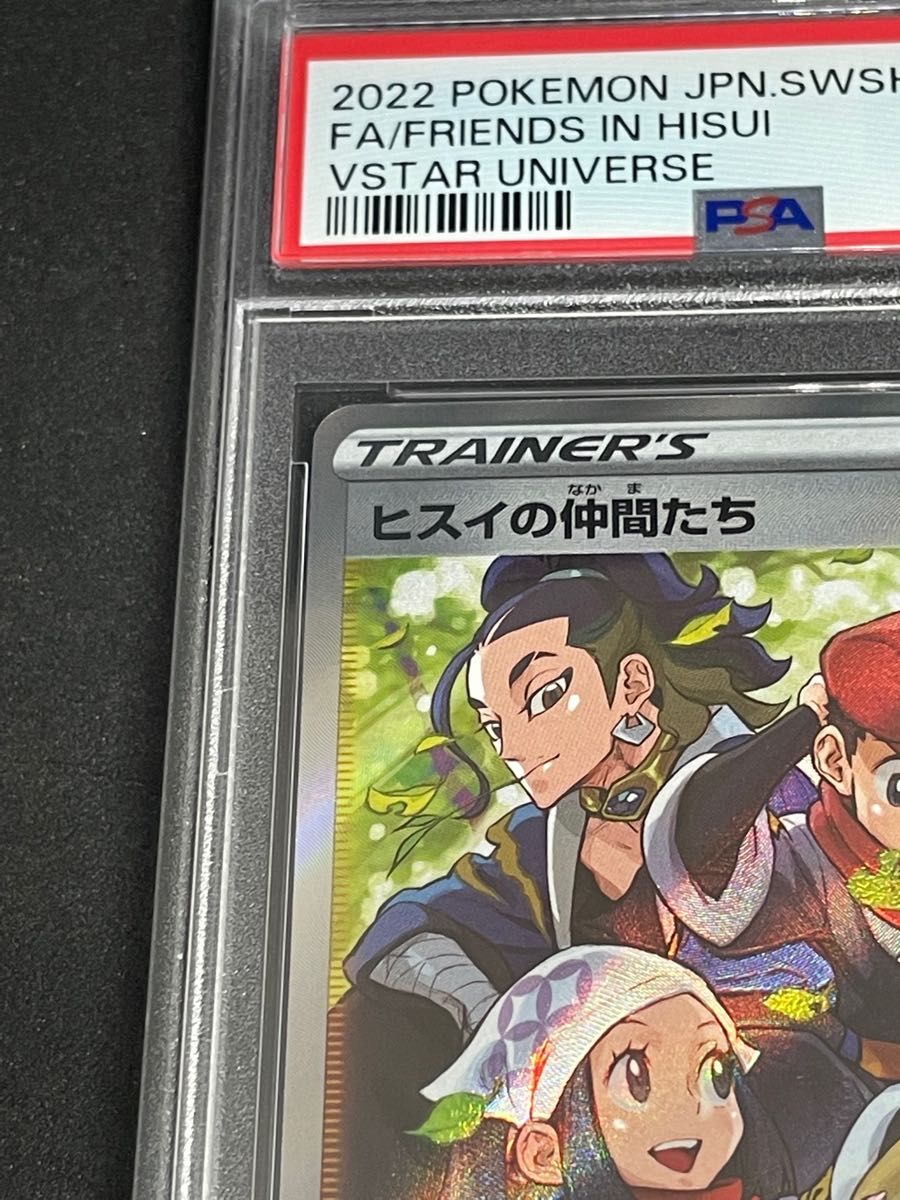 2022 POKEMON JPN.SWSH
FA/FRIENDS IN HISUI
VSTAR UNIVERSE
PSA
TRAINER'S
なかま
ヒスイの仲間たち